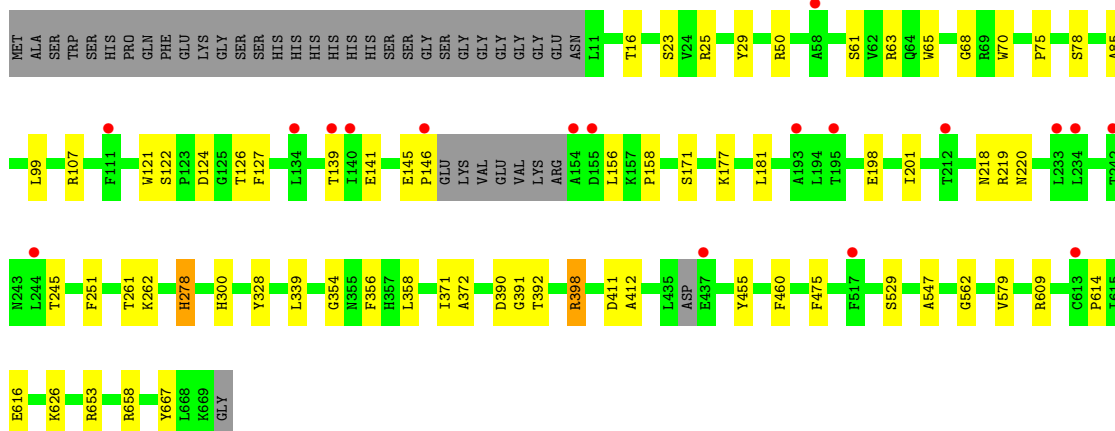 MET ALA SER TRP SER HIS PRO GLN PHE GLU LYS GLY SER SER HIS HIS HIS HIS HIS HIS SER SER GLY SER GLY GLY GLY GLY GLY GLU ASN L11 T16 S23 V24 R25 Y29 R50 A58 S61 V62 R63 Q64 W65 G68 R69 W70 P75 S78 A85
L99 R107 F111 W121 S122 P123 D124 G125 T126 F127 L134 T139 I140 E141 E145 P146 GLU LYS VAL GLU VAL LYS ARG A154 D155 L156 K157 P158 S171 K177 L181 A193 L194 T195 E198 I201 T212 N218 R219 N220 L233 L234 T242
N243 L244 T245 F251 T261 K262 H278 H300 Y328 L339 G354 N355 F356 H357 L358 I371 A372 D390 G391 T392 R398 D411 A412 L435 ASP E437 Y455 F460 F475 F517 S529 A547 G562 V579 R609 C613 P614 I615
E616 K626 R653 R658 Y667 L668 K669 GLY